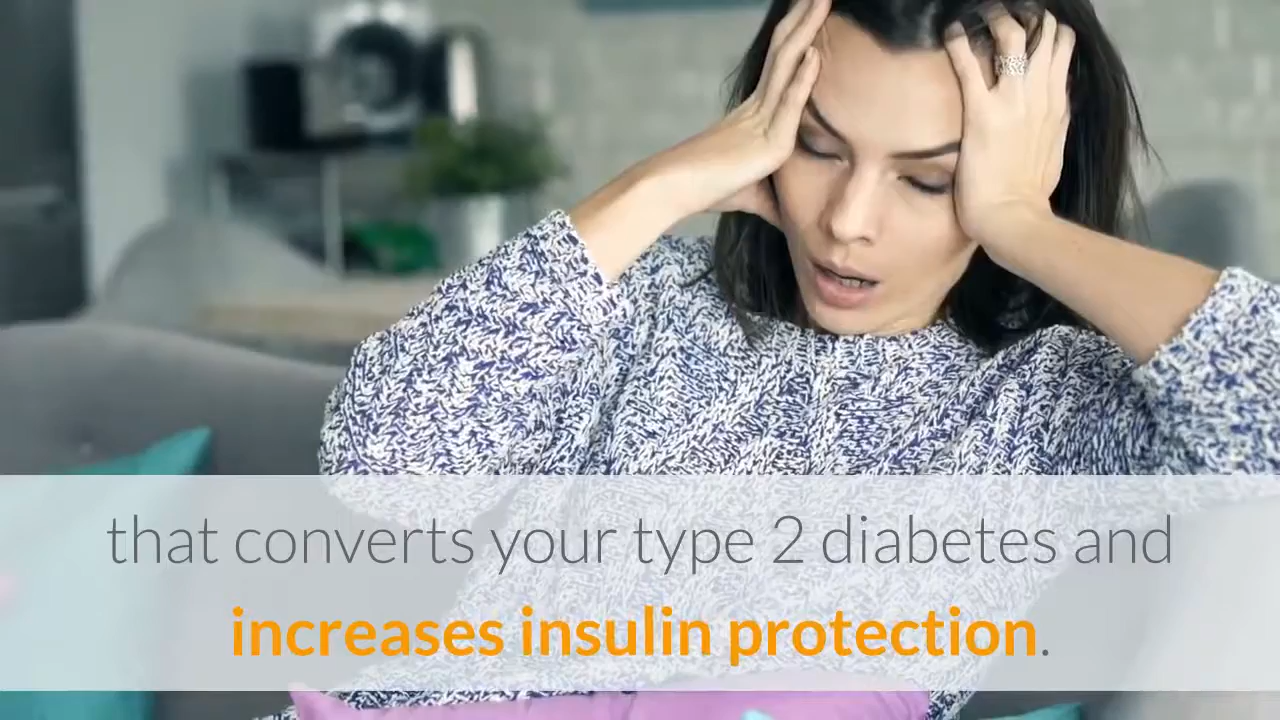 that converts your type 2 diabetes and
increases insulin protection.